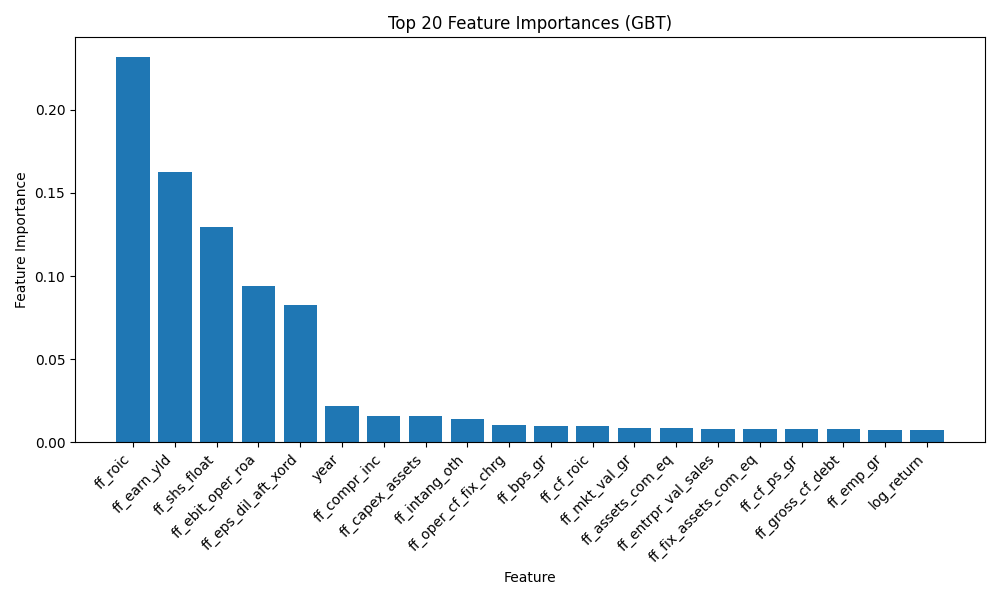 Top 20 Feature Importances (GBT)
Feature Importance
0.20
0.15
0.10
0.05
0.00
ff_roic
ff_earn_yld
ff_shs_float
ff_ebit_oper_roa
ff_eps_dil_aft_xord
year
ff_compr_inc
ff_capex_assets
ff_intang_oth
ff_oper_cf_fix_chrg
ff_bps_gr
ff_cf_roic
ff_mkt_val_gr
ff_assets_com_eq
ff_entrpr_val_sales
ff_fix_assets_com_eq
ff_cf_ps_gr
ff_gross_cf_debt
ff_emp_gr
log_return
Feature